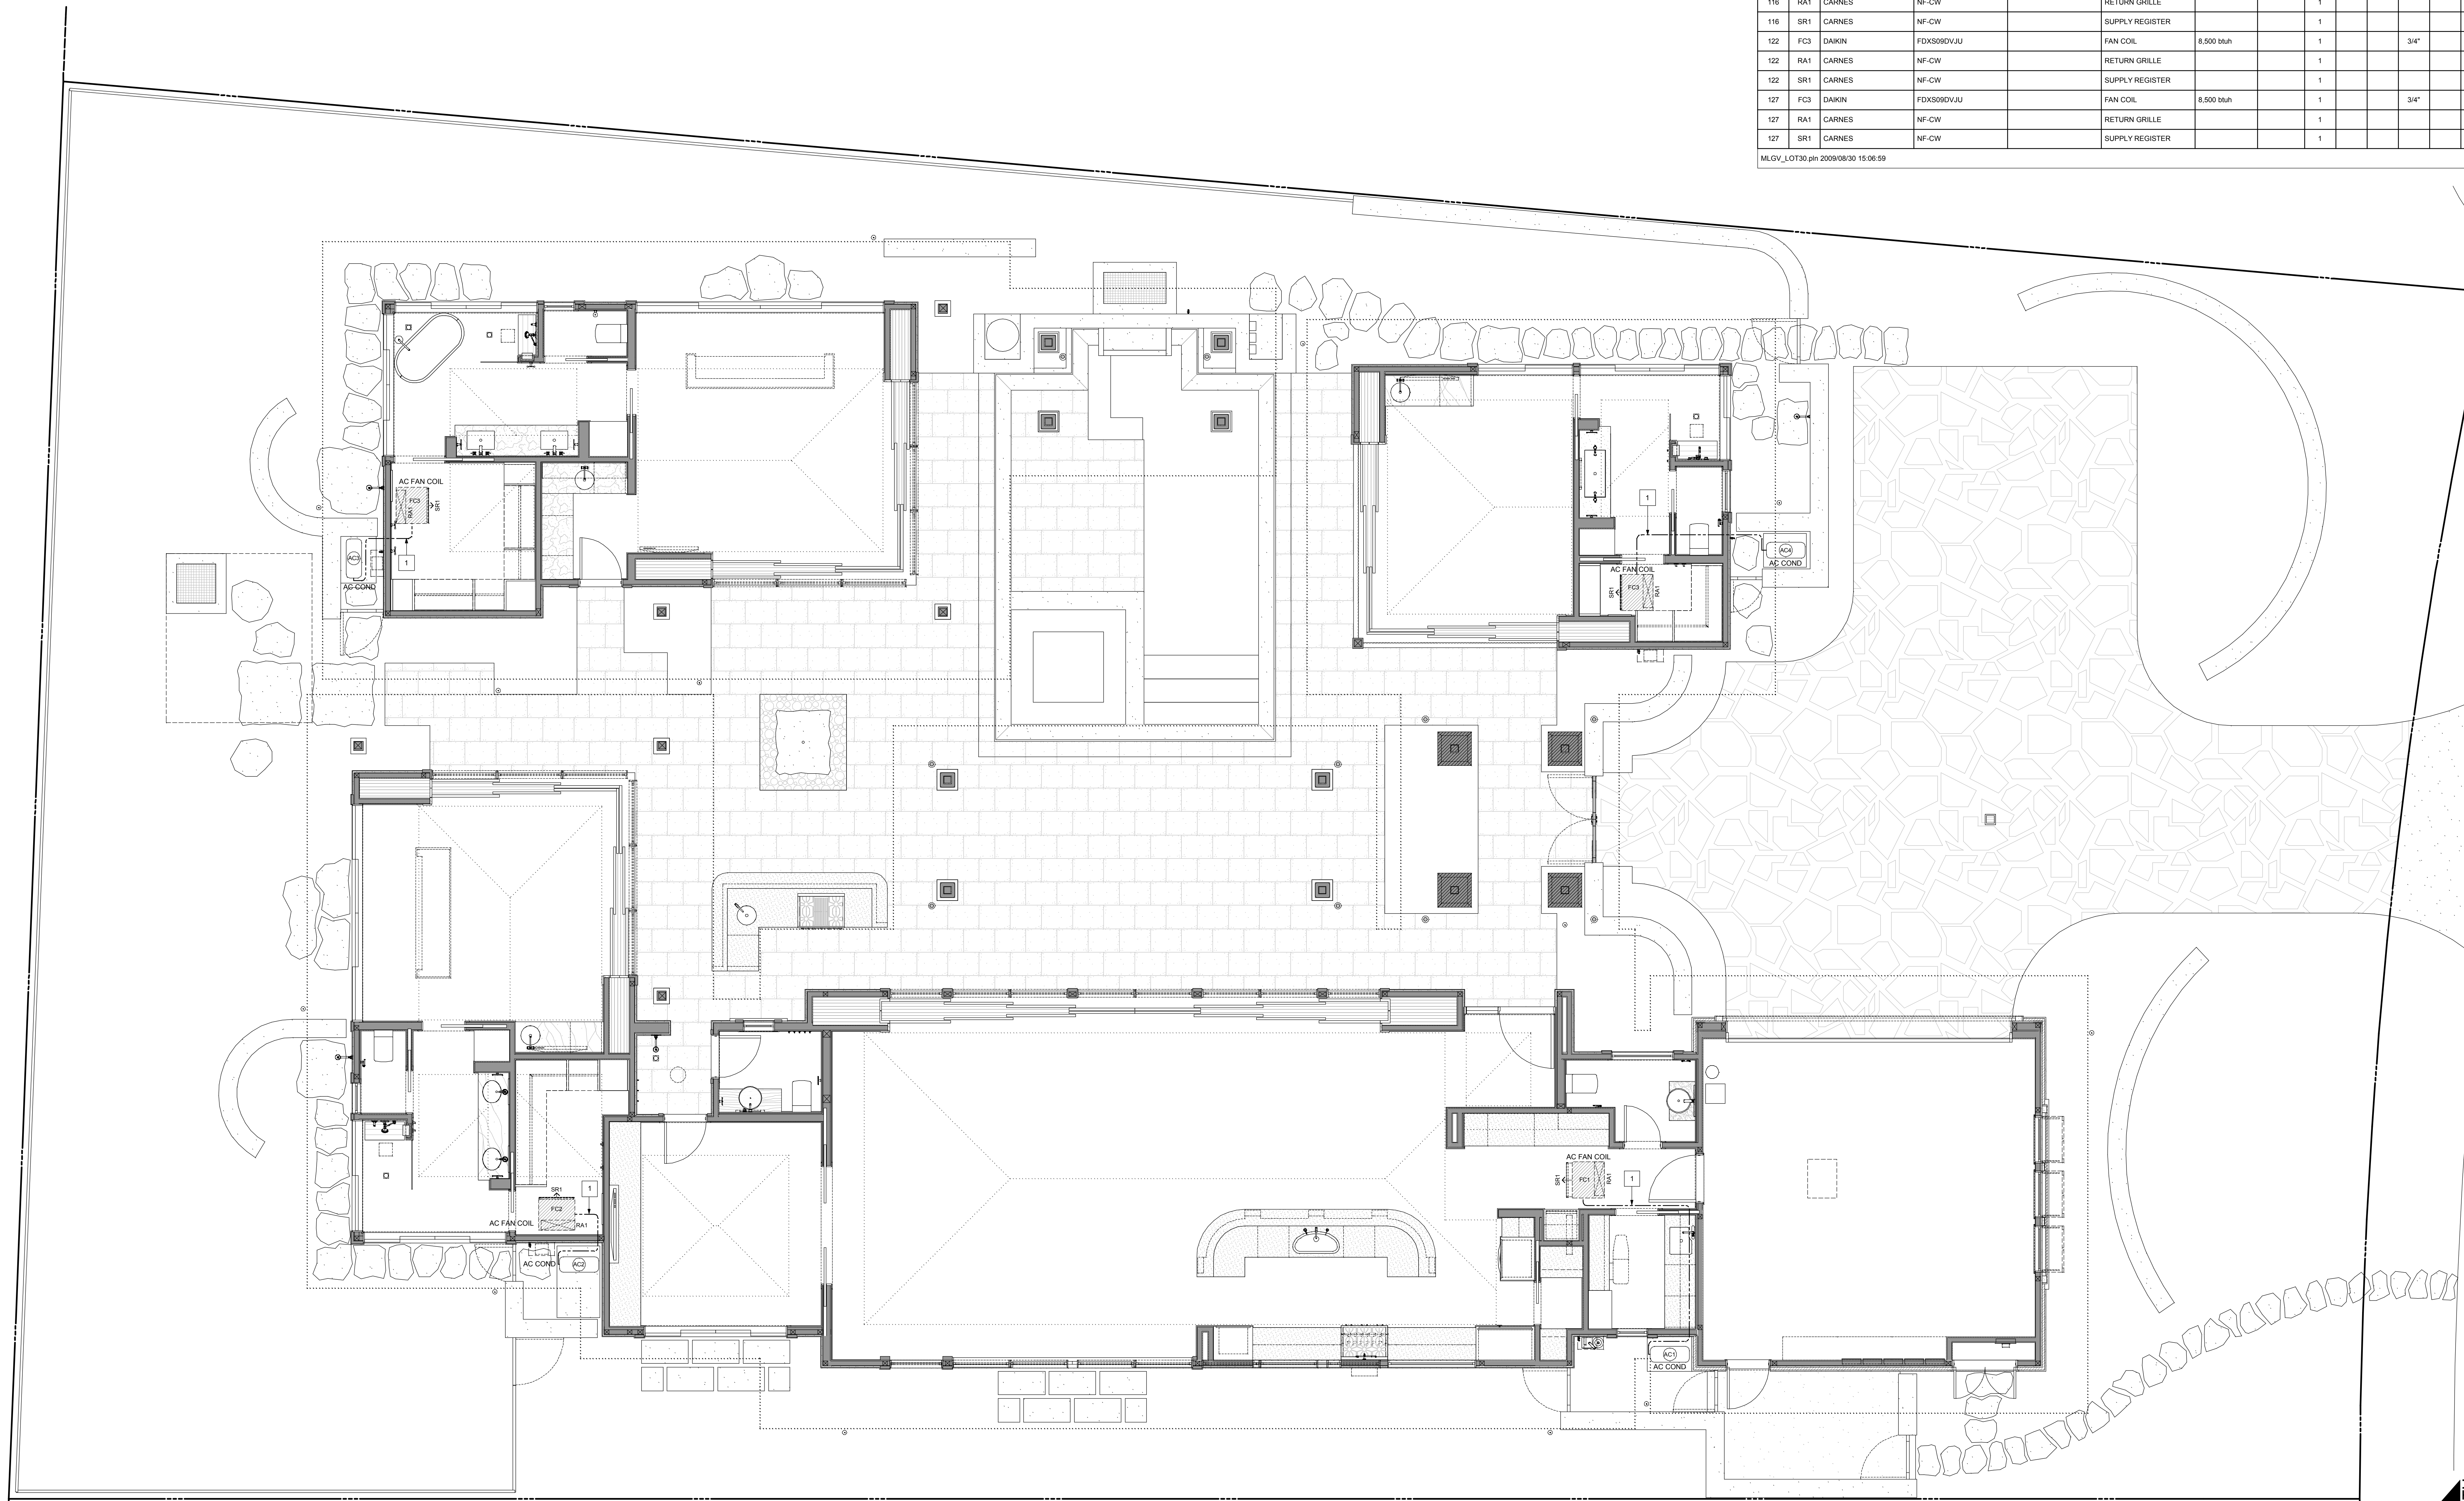 116 RA1 CARNES NF-CW RETURN GRILLE 1
116 SR1 CARNES NF-CW SUPPLY REGISTER 1
122 FC3 DAIKIN FDXS09DVJU FAN COIL 8,500 btuh 1 3/4"
122 RA1 CARNES NF-CW RETURN GRILLE 1
122 SR1 CARNES NF-CW SUPPLY REGISTER 1
127 FC3 DAIKIN FDXS09DVJU FAN COIL 8,500 btuh 1 3/4"
127 RA1 CARNES NF-CW RETURN GRILLE 1
127 SR1 CARNES NF-CW SUPPLY REGISTER 1
MLGV_LOT30.pln 2009/08/30 15:06:59
AC FAN COIL
FC3
RA1
SR1
AC3
1
AC COND
1
AC4
AC COND
AC FAN COIL
SR1
FC3
RA1
AC FAN COIL
SR1
FC1
RA1
1
SR1
1
FC2
AC FAN COIL
RA1
AC COND
AC2
AC1
AC COND